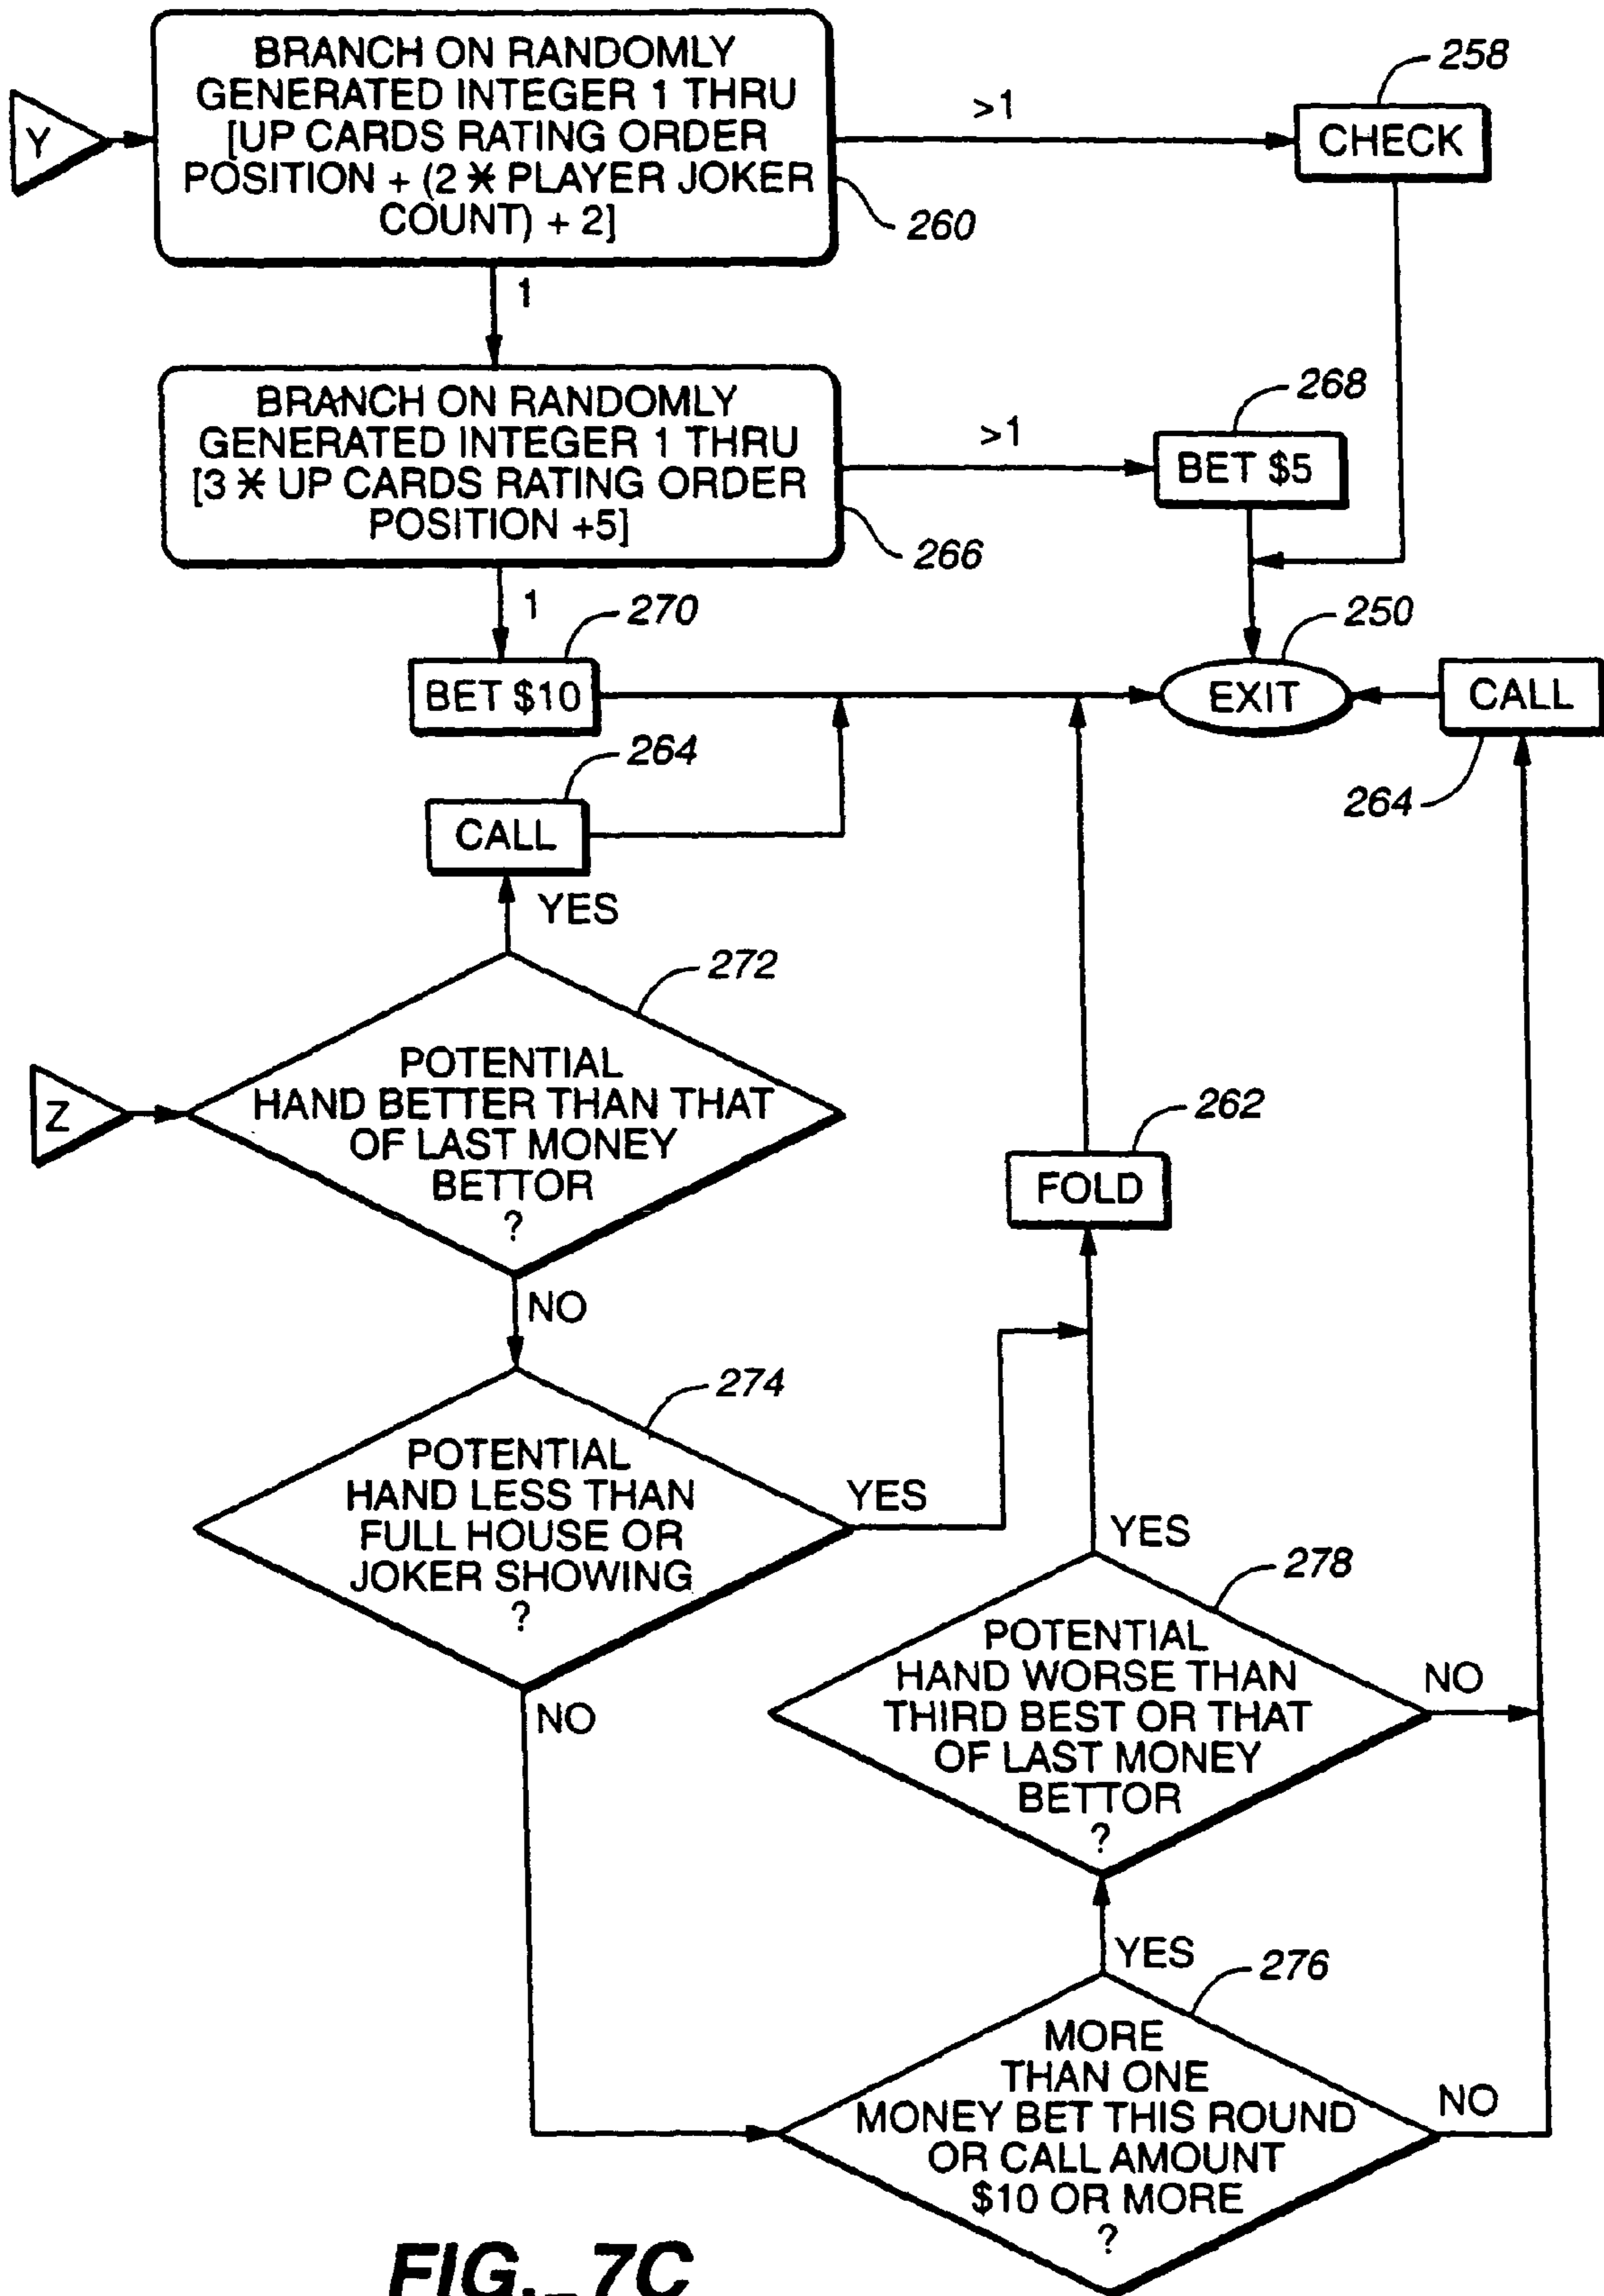 Y
BRANCH ON RANDOMLY
GENERATED INTEGER 1 THRU
[UP CARDS RATING ORDER
POSITION + (2 * PLAYER JOKER
COUNT) + 2]
260
>1
258
CHECK
1
BRANCH ON RANDOMLY
GENERATED INTEGER 1 THRU
[3 * UP CARDS RATING ORDER
POSITION +5]
266
>1
268
BET $5
1
270
BET $10
250
EXIT
CALL
264
264
CALL
YES
272
Z
POTENTIAL
HAND BETTER THAN THAT
OF LAST MONEY
BETTOR
?
262
FOLD
NO
274
POTENTIAL
HAND LESS THAN
FULL HOUSE OR
JOKER SHOWING
?
YES
NO
YES
278
POTENTIAL
HAND WORSE THAN
THIRD BEST OR THAT
OF LAST MONEY
BETTOR
?
NO
YES
276
MORE
THAN ONE
MONEY BET THIS ROUND
OR CALL AMOUNT
$10 OR MORE
?
NO
FIG._7C